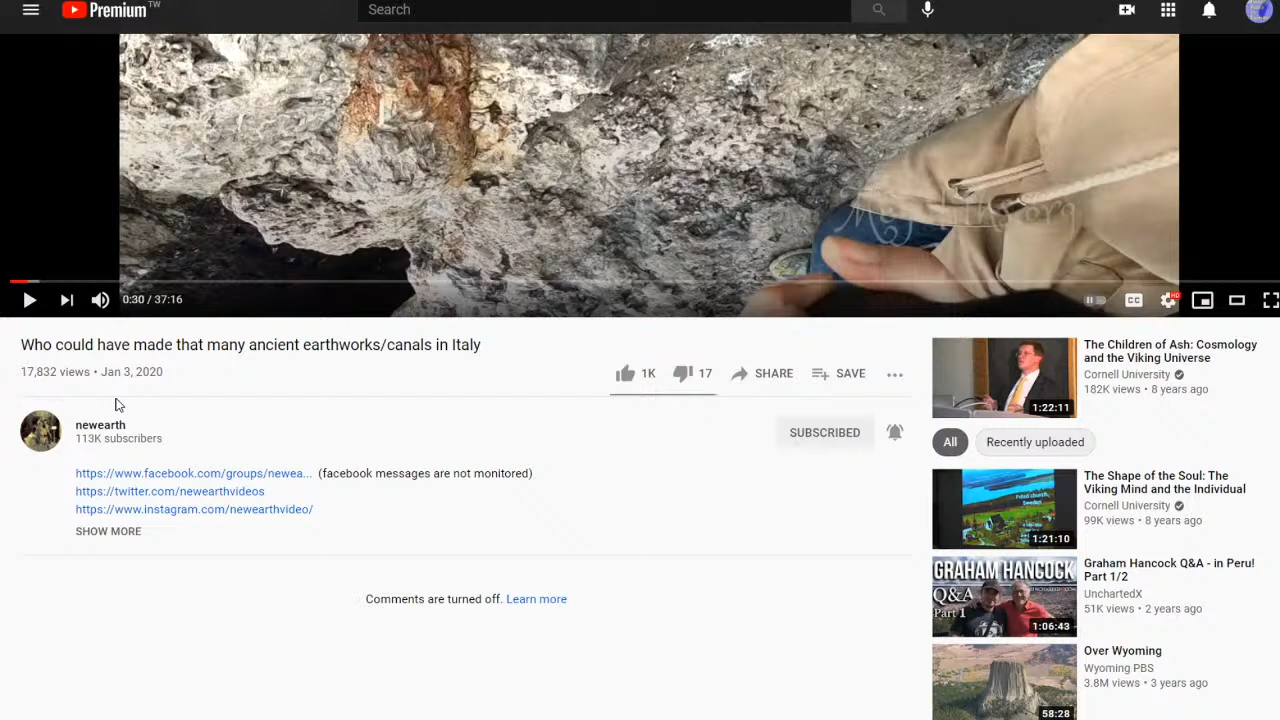 Premium TW
Search
0:30 / 37:16
CC
HD
Who could have made that many ancient earthworks/canals in Italy
17,832 views • Jan 3, 2020
1K
17
SHARE
SAVE
newearth
113K subscribers
SUBSCRIBED
https://www.facebook.com/groups/newea... (facebook messages are not monitored)
https://twitter.com/newearthvideos
https://www.instagram.com/newearthvideo/
SHOW MORE
Comments are turned off. Learn more
1:22:11
The Children of Ash: Cosmology
and the Viking Universe
Cornell University
182K views • 8 years ago
All
Recently uploaded
1:21:10
The Shape of the Soul: The
Viking Mind and the Individual
Cornell University
99K views • 8 years ago
GRAHAM HANCOCK
Q&A
Part 1
1:06:43
Graham Hancock Q&A - in Peru!
Part 1/2
UnchartedX
51K views • 2 years ago
58:28
Over Wyoming
Wyoming PBS
3.8M views • 3 years ago